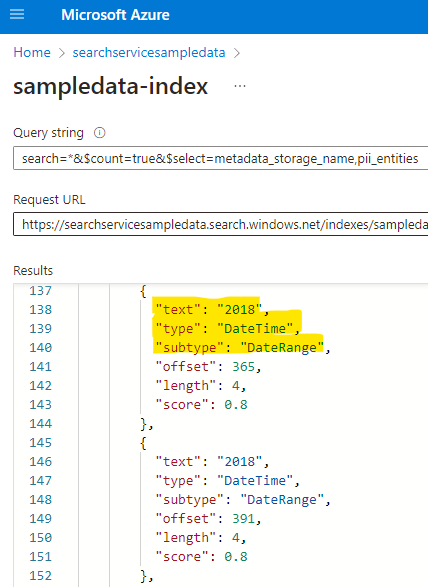 Microsoft Azure
Home > searchservicesampledata >
sampledata-index ...
Query string
search=*&$count=true&$select=metadata_storage_name,pii_entities
Request URL
https://searchservicesampledata.search.windows.net/indexes/sampleda
Results
137 {
138 "text": "2018",
139 "type": "DateTime",
140 "subtype": "DateRange",
141 "offset": 365,
142 "length": 4,
143 "score": 0.8
144 },
145 {
146 "text": "2018",
147 "type": "DateTime",
148 "subtype": "DateRange",
149 "offset": 391,
150 "length": 4,
151 "score": 0.8
152 },